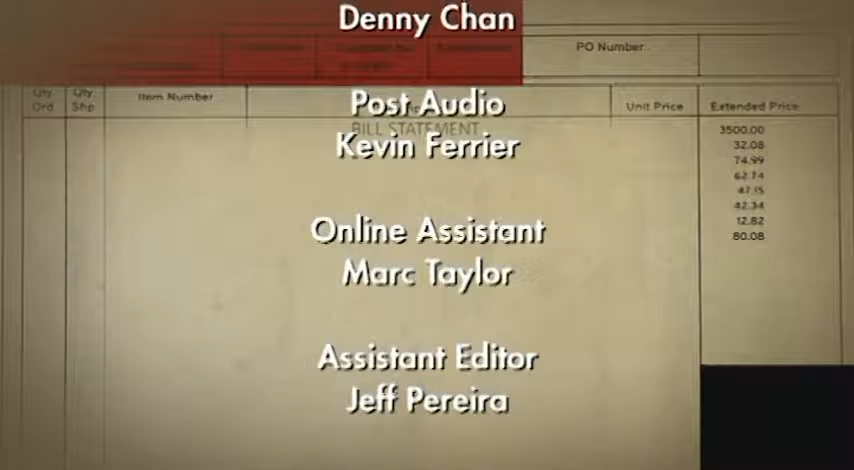 Denny Chan
PO Number
Qty Ord
Qty Shp
Item Number
Unit Price
Extended Price
Post Audio
BILL STATEMENT
Kevin Ferrier
3500.00
32.08
74.99
62.74
47.15
42.34
12.82
80.08
Online Assistant
Marc Taylor
Assistant Editor
Jeff Pereira